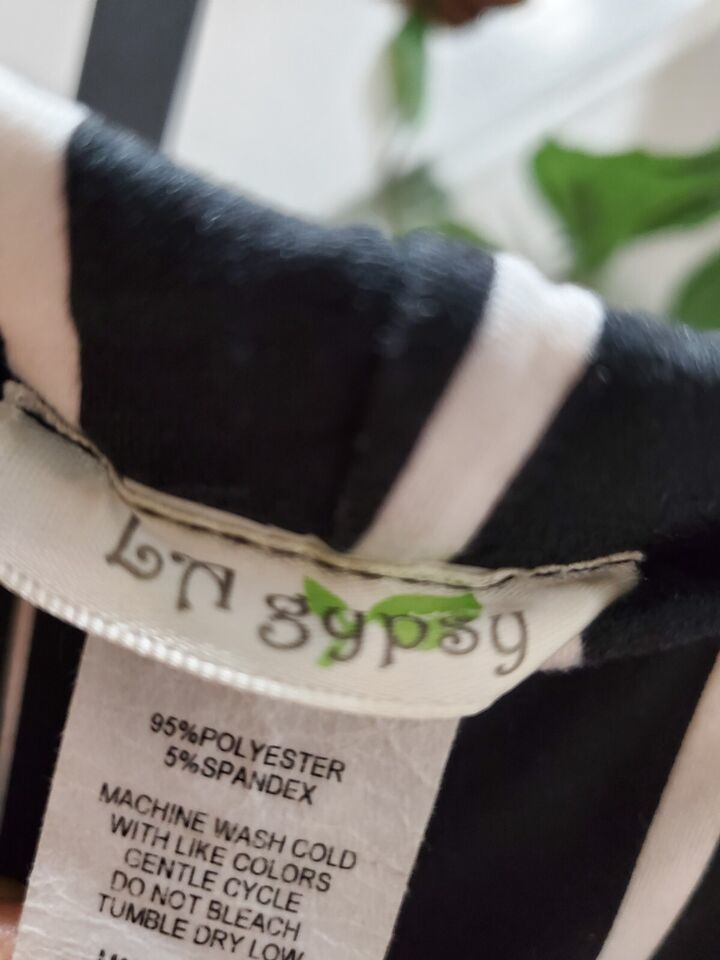 LA gypsy
95%POLYESTER
5%SPANDEX
MACHINE WASH COLD
WITH LIKE COLORS
GENTLE CYCLE
DO NOT BLEACH
TUMBLE DRY LOW